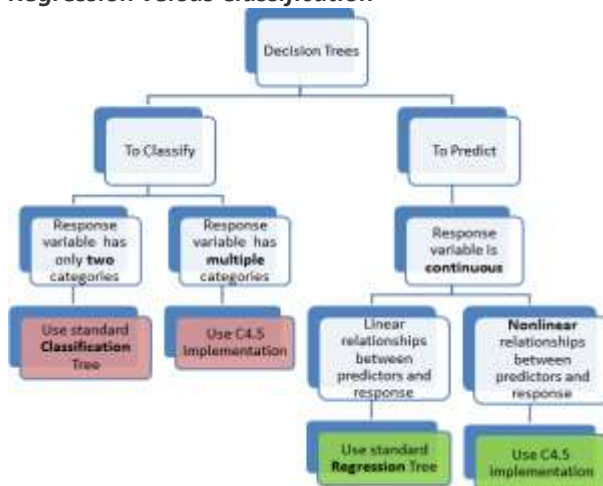 Regression versus Classification
Decision Trees
To Classify
To Predict
Response
variable has
only two
categories
Response
variable has
multiple
categories
Response
variable is
continuous
Use standard
Classification
Tree
Use C4.5
implementation
Linear
relationships
between
predictors and
response
Nonlinear
relationships
between
predictors and
response
Use standard
Regression Tree
Use C4.5
implementation